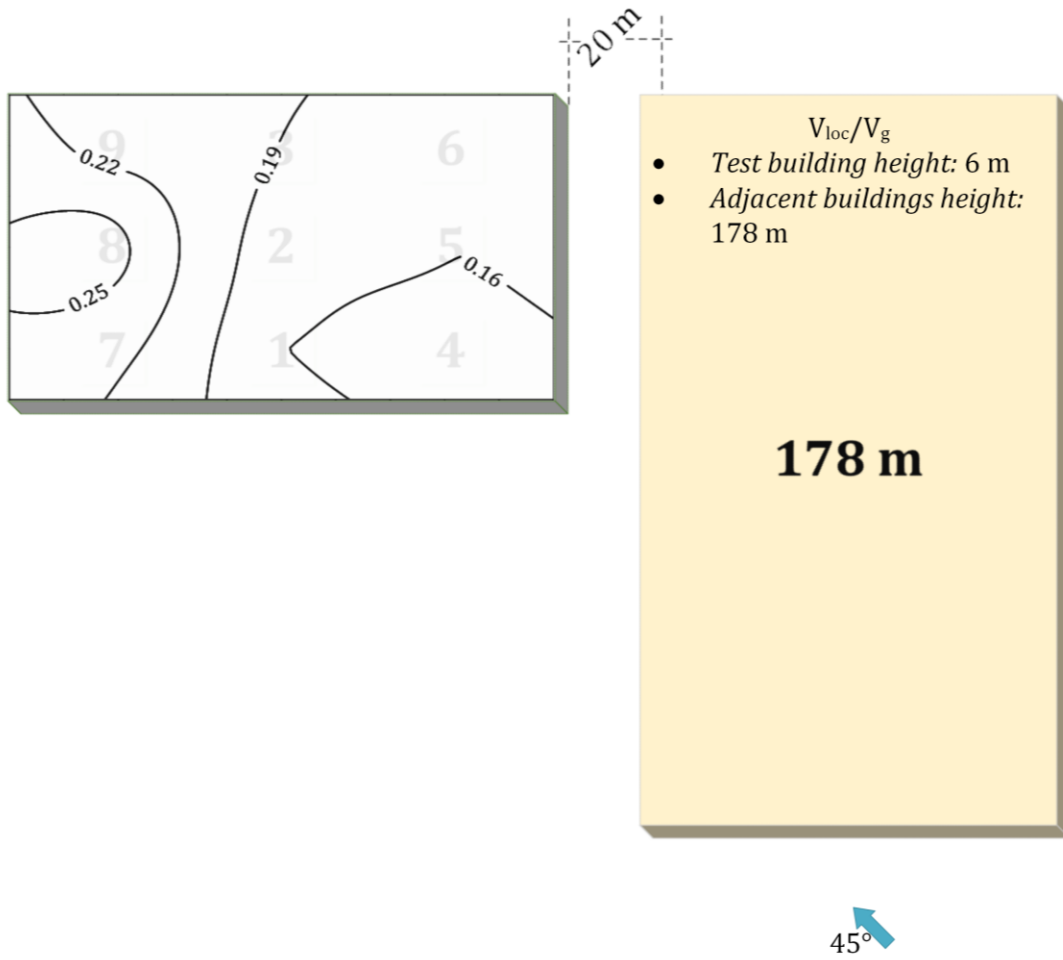 20 m
9
3
6
0.22
0.19
8
2
5
0.16
0.25
7
1
4
Vloc/Vg
• Test building height: 6 m
• Adjacent buildings height:
178 m
178 m
45°